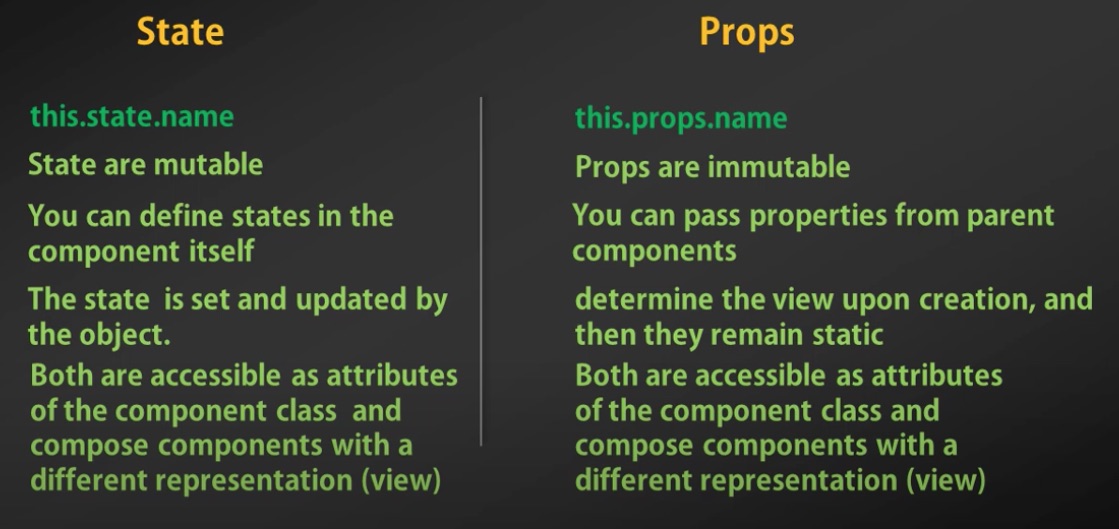 State
this.state.name
State are mutable
You can define states in the
component itself
The state is set and updated by
the object.
Both are accessible as attributes
of the component class and
compose components with a
different representation (view)
Props
this.props.name
Props are immutable
You can pass properties from parent
components
determine the view upon creation, and
then they remain static
Both are accessible as attributes
of the component class and
compose components with a
different representation (view)